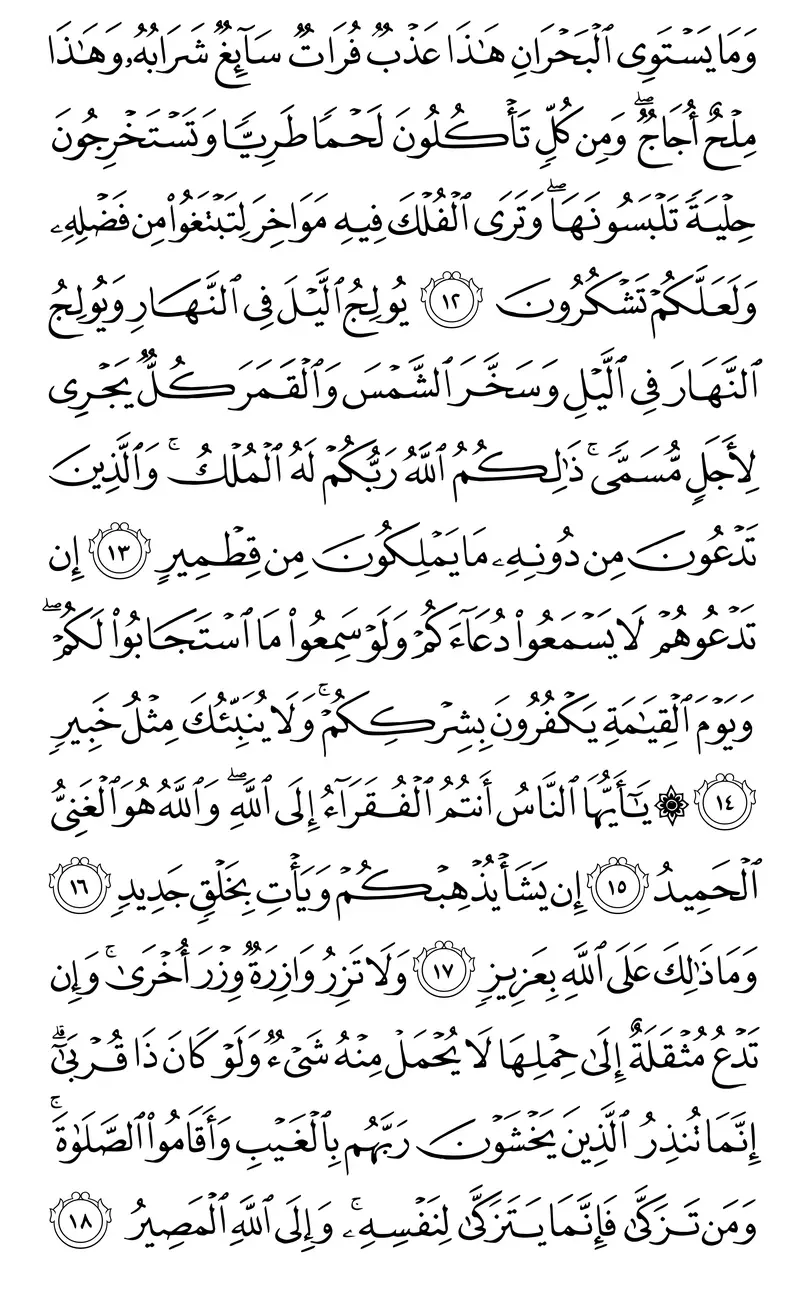 وَمَا يَسْتَوِى ٱلْبَحْرَانِ هَـٰذَا عَذْبٌ فُرَاتٌ سَآئِغٌ شَرَابُهُۥ وَهَـٰذَا
مِلْحٌ أُجَاجٌ ۖ وَمِن كُلٍّ تَأْكُلُونَ لَحْمًا طَرِيًّا وَتَسْتَخْرِجُونَ
حِلْيَةً تَلْبَسُونَهَا ۖ وَتَرَى ٱلْفُلْكَ فِيهِ مَوَاخِرَ لِتَبْتَغُوا۟ مِن فَضْلِهِۦ
وَلَعَلَّكُمْ تَشْكُرُونَ ١٢ يُولِجُ ٱلَّيْلَ فِى ٱلنَّهَارِ وَيُولِجُ
ٱلنَّهَارَ فِى ٱلَّيْلِ وَسَخَّرَ ٱلشَّمْسَ وَٱلْقَمَرَ كُلٌّ يَجْرِى
لِأَجَلٍ مُّسَمًّى ۚ ذَٰلِكُمُ ٱللَّهُ رَبُّكُمْ لَهُ ٱلْمُلْكُ ۚ وَٱلَّذِينَ
تَدْعُونَ مِن دُونِهِۦ مَا يَمْلِكُونَ مِن قِطْمِيرٍ ١٣ إِن
تَدْعُوهُمْ لَا يَسْمَعُوا۟ دُعَآءَكُمْ وَلَوْ سَمِعُوا۟ مَا ٱسْتَجَابُوا۟ لَكُمْ ۖ
وَيَوْمَ ٱلْقِيَـٰمَةِ يَكْفُرُونَ بِشِرْكِكُمْ ۚ وَلَا يُنَبِّئُكَ مِثْلُ خَبِيرٍ
١٤ ۞ يَـٰٓأَيُّهَا ٱلنَّاسُ أَنتُمُ ٱلْفُقَرَآءُ إِلَى ٱللَّهِ ۖ وَٱللَّهُ هُوَ ٱلْغَنِىُّ
ٱلْحَمِيدُ ١٥ إِن يَشَأْ يُذْهِبْكُمْ وَيَأْتِ بِخَلْقٍ جَدِيدٍ ١٦
وَمَا ذَٰلِكَ عَلَى ٱللَّهِ بِعَزِيزٍ ١٧ وَلَا تَزِرُ وَازِرَةٌ وِزْرَ أُخْرَىٰ ۚ وَإِن
تَدْعُ مُثْقَلَةٌ إِلَىٰ حِمْلِهَا لَا يُحْمَلْ مِنْهُ شَىْءٌ وَلَوْ كَانَ ذَا قُرْبَىٰٓ ۗ
إِنَّمَا تُنذِرُ ٱلَّذِينَ يَخْشَوْنَ رَبَّهُم بِٱلْغَيْبِ وَأَقَامُوا۟ ٱلصَّلَوٰةَ ۚ
وَمَن تَزَكَّىٰ فَإِنَّمَا يَتَزَكَّىٰ لِنَفْسِهِۦ ۚ وَإِلَى ٱللَّهِ ٱلْمَصِيرُ ١٨